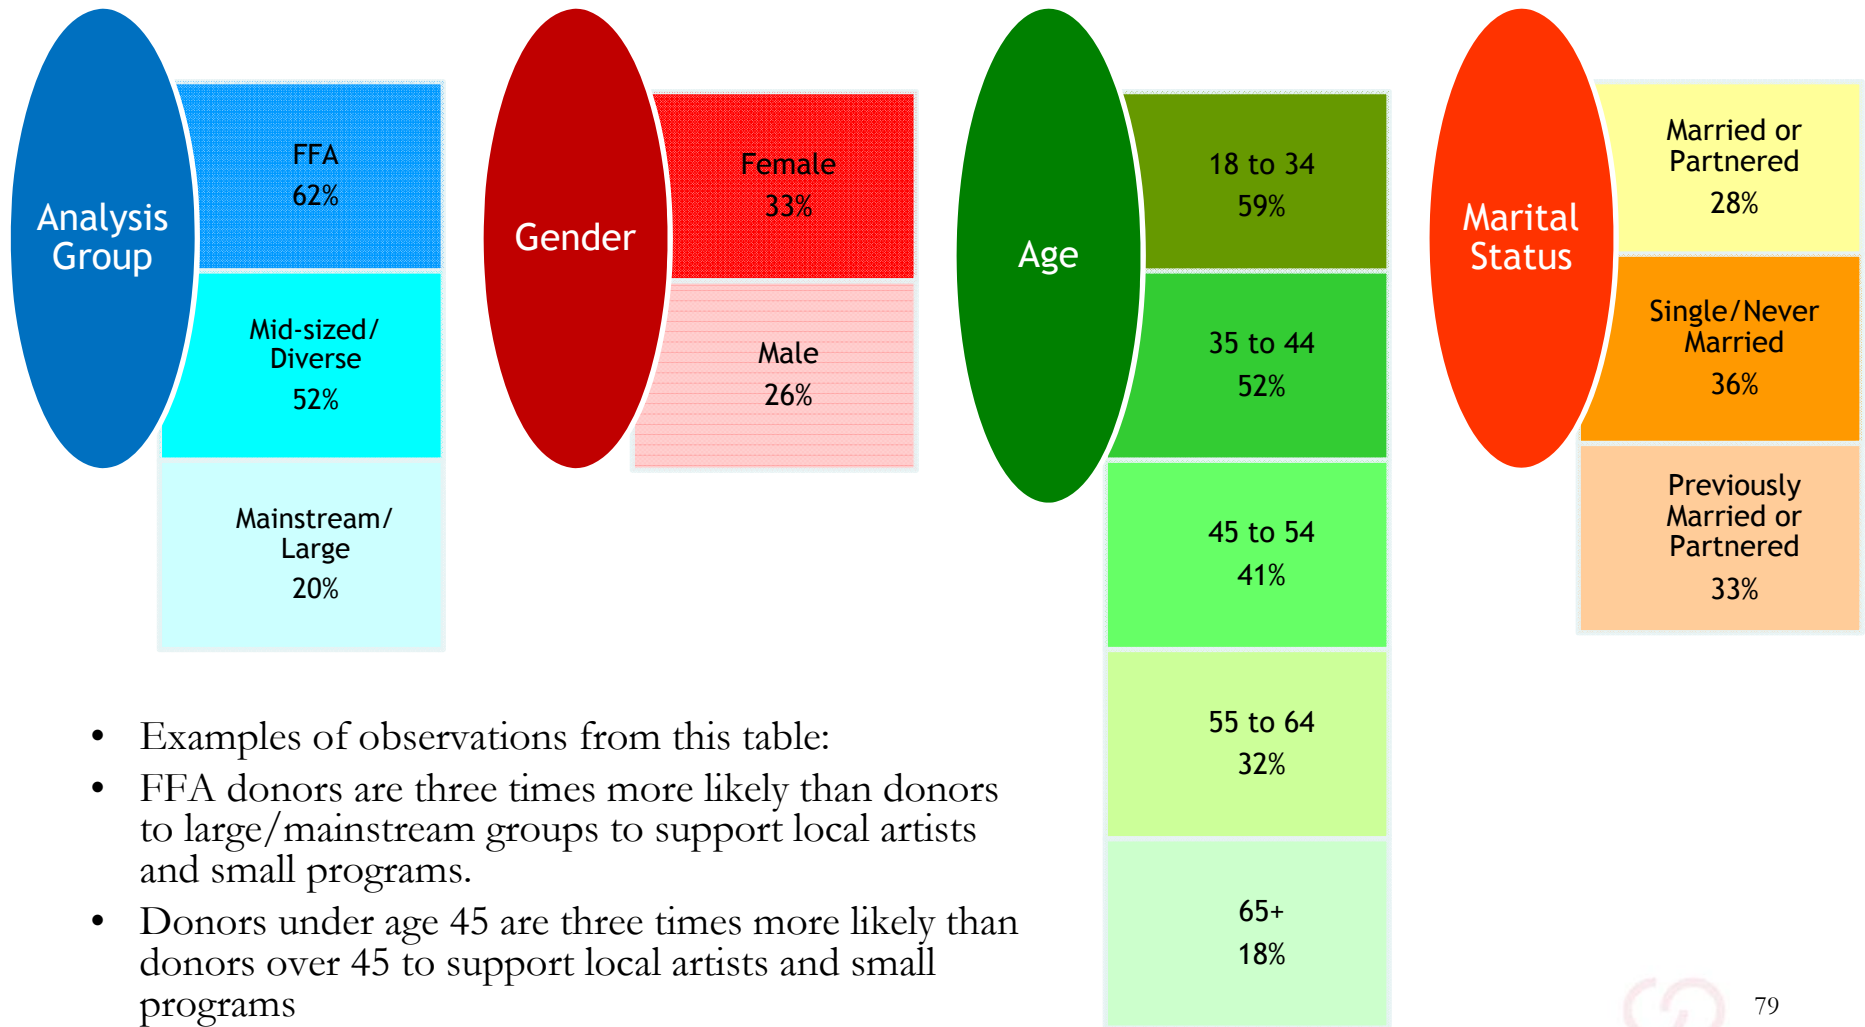 Analysis
Group
FFA
62%
Mid-sized/
Diverse
52%
Mainstream/
Large
20%
Gender
Female
33%
Male
26%
Age
18 to 34
59%
35 to 44
52%
45 to 54
41%
55 to 64
32%
65+
18%
Marital
Status
Married or
Partnered
28%
Single/Never
Married
36%
Previously
Married or
Partnered
33%
• Examples of observations from this table:
• FFA donors are three times more likely than donors
to large/mainstream groups to support local artists
and small programs.
• Donors under age 45 are three times more likely than
donors over 45 to support local artists and small
programs
79